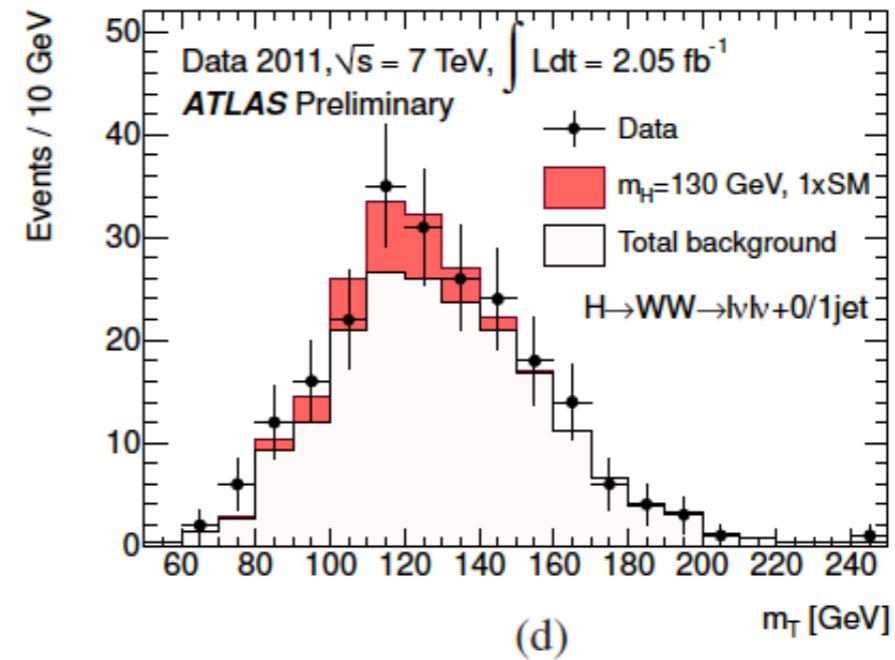 Events / 10 GeV
50
40
30
20
10
0
Data 2011, √s = 7 TeV, ∫ Ldt = 2.05 fb⁻¹
ATLAS Preliminary
Data
m_H=130 GeV, 1xSM
Total background
H→WW→lνlν+0/1jet
60 80 100 120 140 160 180 200 220 240
m_T [GeV]
(d)